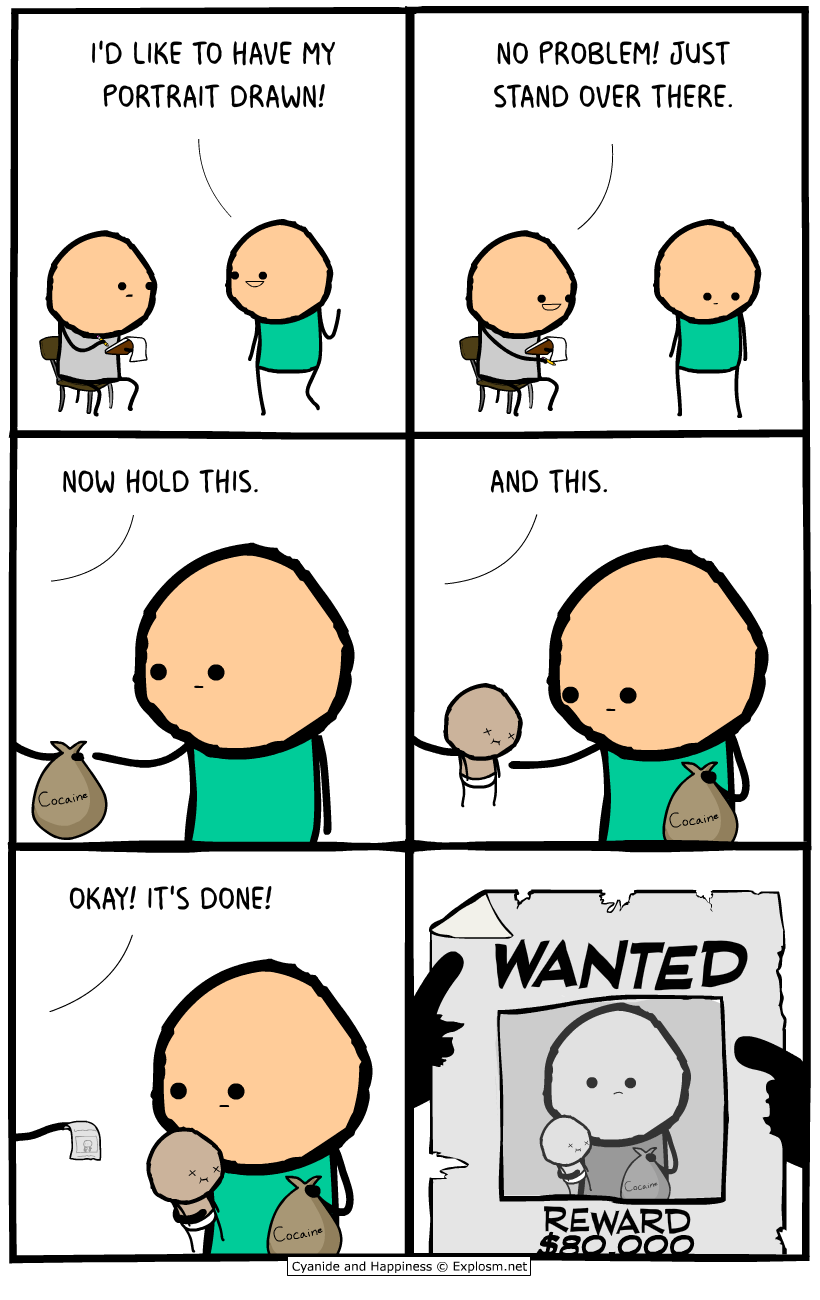 I'D LIKE TO HAVE MY
PORTRAIT DRAWN!
NO PROBLEM! JUST
STAND OVER THERE.
NOW HOLD THIS.
Cocaine
AND THIS.
Cocaine
OKAY! IT'S DONE!
Cocaine
WANTED
Cocaine
REWARD
$80,000
Cyanide and Happiness © Explosm.net